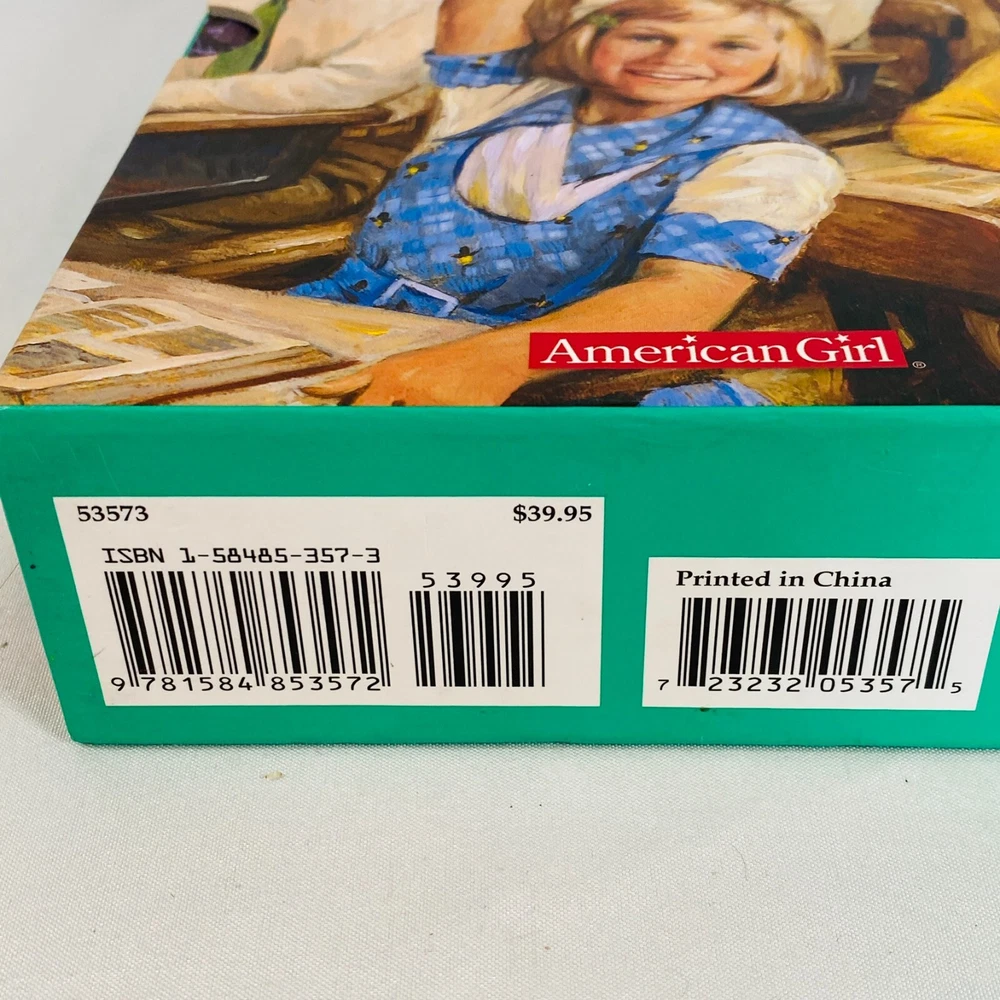 American Girl ®
53573 $39.95
ISBN 1-58485-357-3
53995
9 781584 853572
Printed in China
7 23232 05357 5